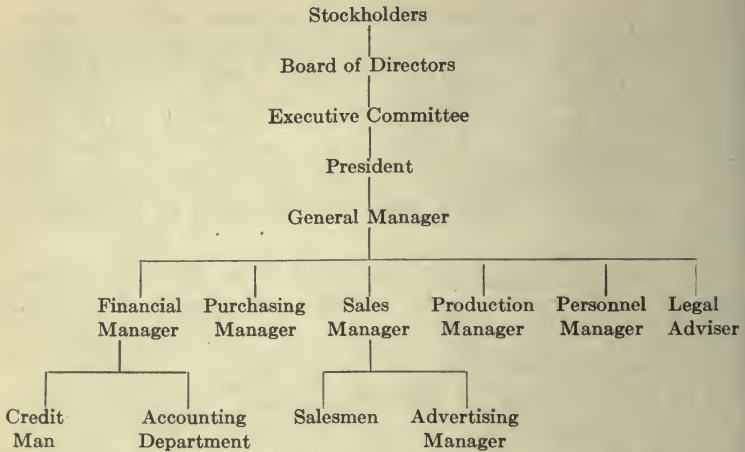 Stockholders
Board of Directors
Executive Committee
President
General Manager
Financial Manager
Purchasing Manager
Sales Manager
Production Manager
Personnel Manager
Legal Adviser
Credit Man
Accounting Department
Salesmen
Advertising Manager